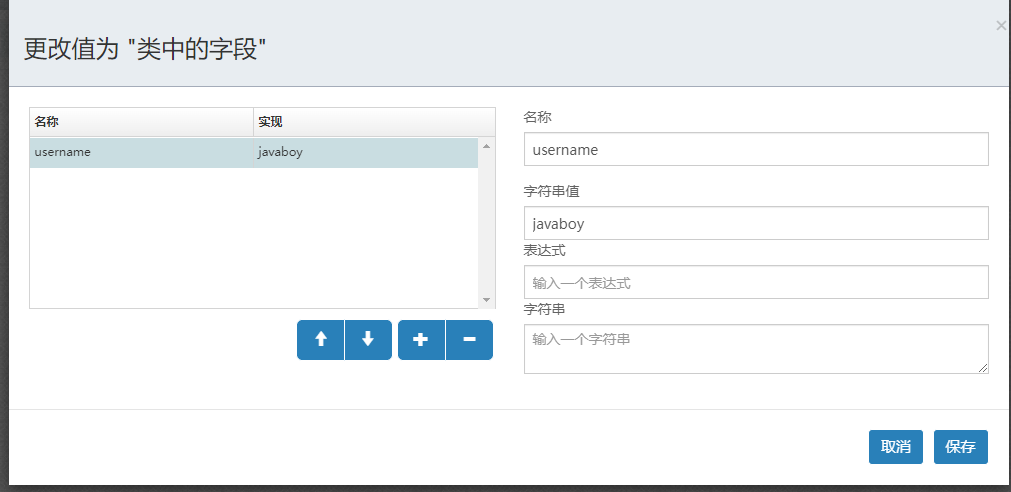 更改值为 "类中的字段"
×
名称 实现
username javaboy
名称
username
字符串值
javaboy
表达式
输入一个表达式
字符串
输入一个字符串
取消 保存